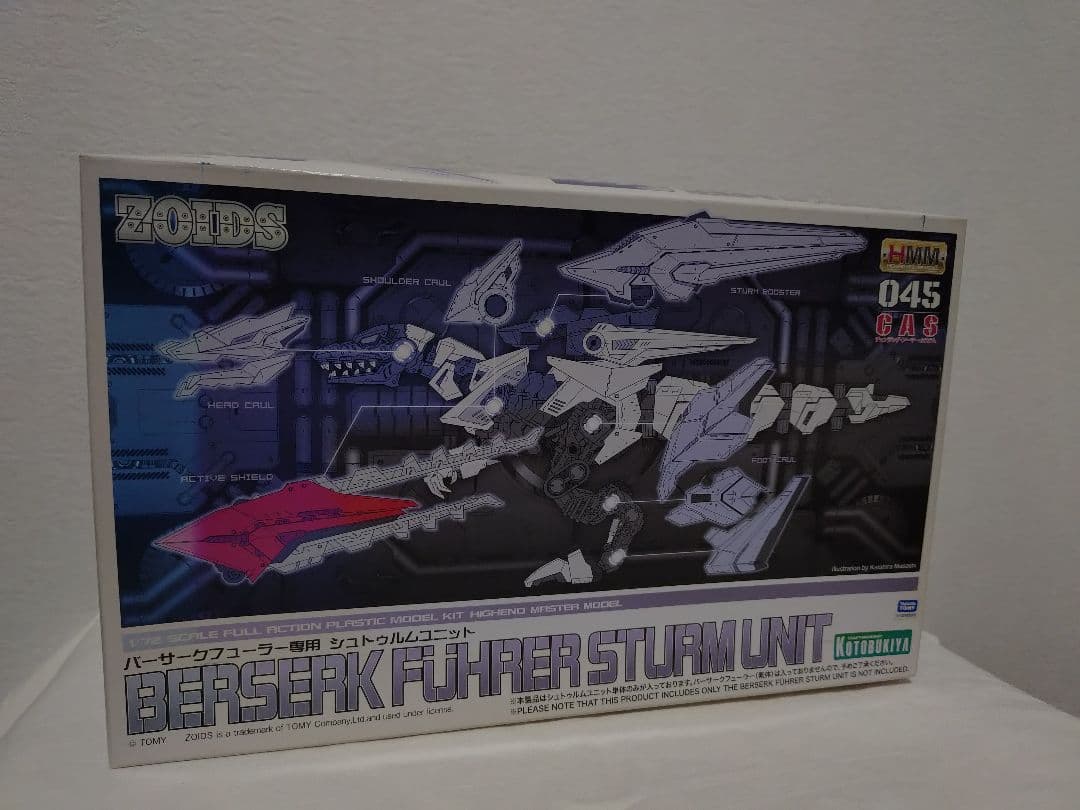 ZOIDS
HMM
045
CAS
SHOULDER CAUL
STURM BOOSTER
HEAD CAUL
ACTIVE SHIELD
FOOT CAUL
1/72 SCALE FULL ACTION PLASTIC MODEL KIT HIGHEND MASTER MODEL
バーサークフューラー専用 シュトゥルムユニット
BERSERK FÜHRER STURM UNIT
TOMY
KOTOBUKIYA
※本製品はシュトゥルムユニット単体のみが入っております。バーサークフューラー(素体)は入っておりませんので、予めご了承ください。
※PLEASE NOTE THAT THIS PRODUCT INCLUDES ONLY THE BERSERK FÜHRER STURM UNIT IS NOT INCLUDED.
© TOMY ZOIDS is a trademark of TOMY Company,Ltd.and used under license.